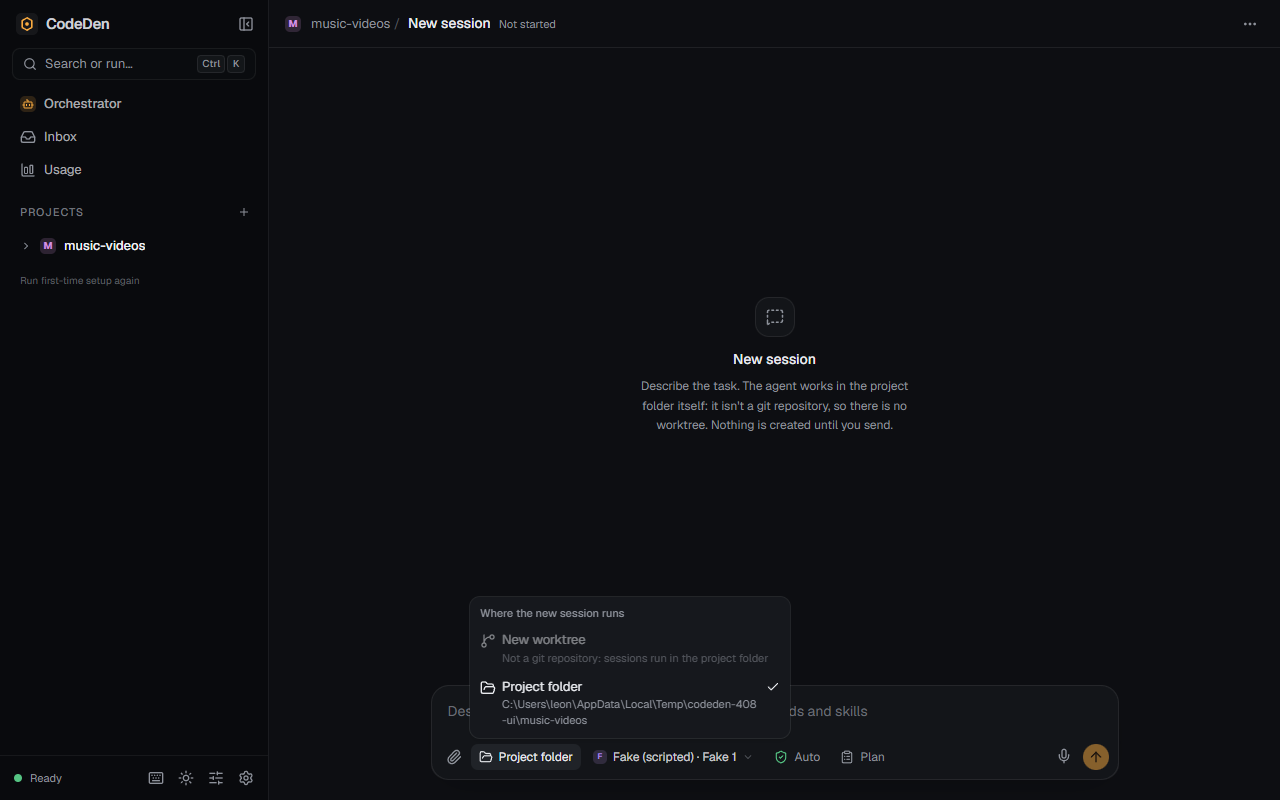 CodeDen
Search or run... Ctrl K
Orchestrator
Inbox
Usage
PROJECTS
M music-videos
Run first-time setup again
Ready
M music-videos / New session Not started
New session
Describe the task. The agent works in the project
folder itself: it isn't a git repository, so there is no
worktree. Nothing is created until you send.
Where the new session runs
New worktree
Not a git repository: sessions run in the project folder
Project folder
C:\Users\leon\AppData\Local\Temp\codeden-408
-ui\music-videos
Des ds and skills
Project folder F Fake (scripted) · Fake 1 Auto Plan